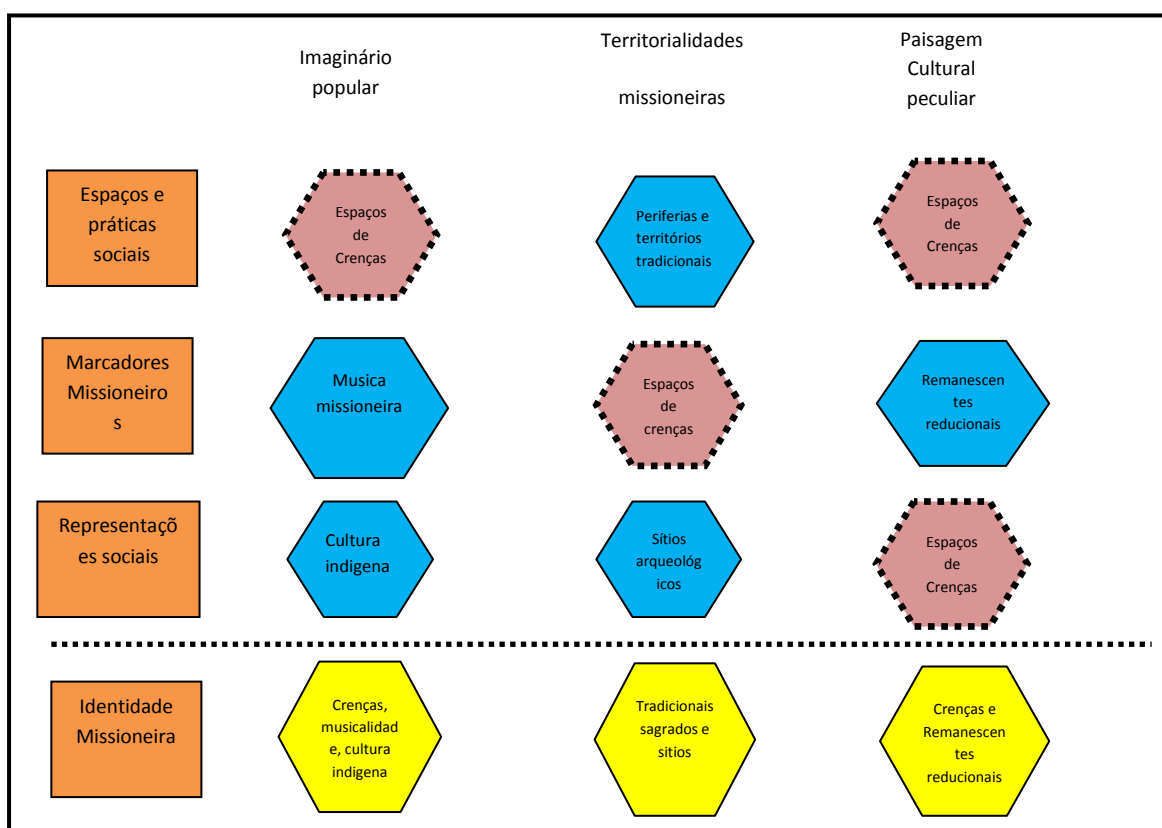 Imaginário
popular
Territorialidades
missioneiras
Paisagem
Cultural
peculiar
Espaços e
práticas
sociais
Espaços
de
Crenças
Periferias e
territórios
tradicionais
Espaços
de
Crenças
Marcadores
Missioneiro
s
Musica
missioneira
Espaços
de
crenças
Remanescen
tes
reducionais
Representaçõ
es sociais
Cultura
indigena
Sítios
arqueológ
icos
Espaços
de
Crenças
Identidade
Missioneira
Crenças,
musicalidad
e, cultura
indigena
Tradicionais
sagrados e
sitios
Crenças e
Remanescen
tes
reducionais